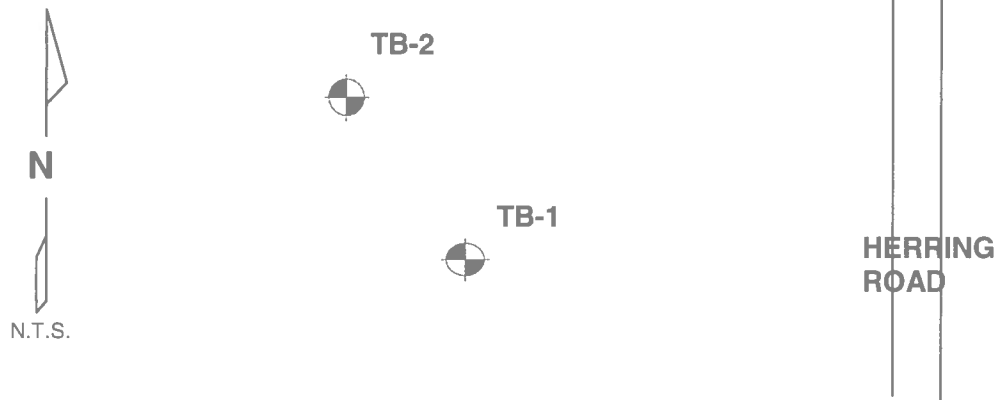 TB-2
N
TB-1
HERRING
ROAD
N.T.S.